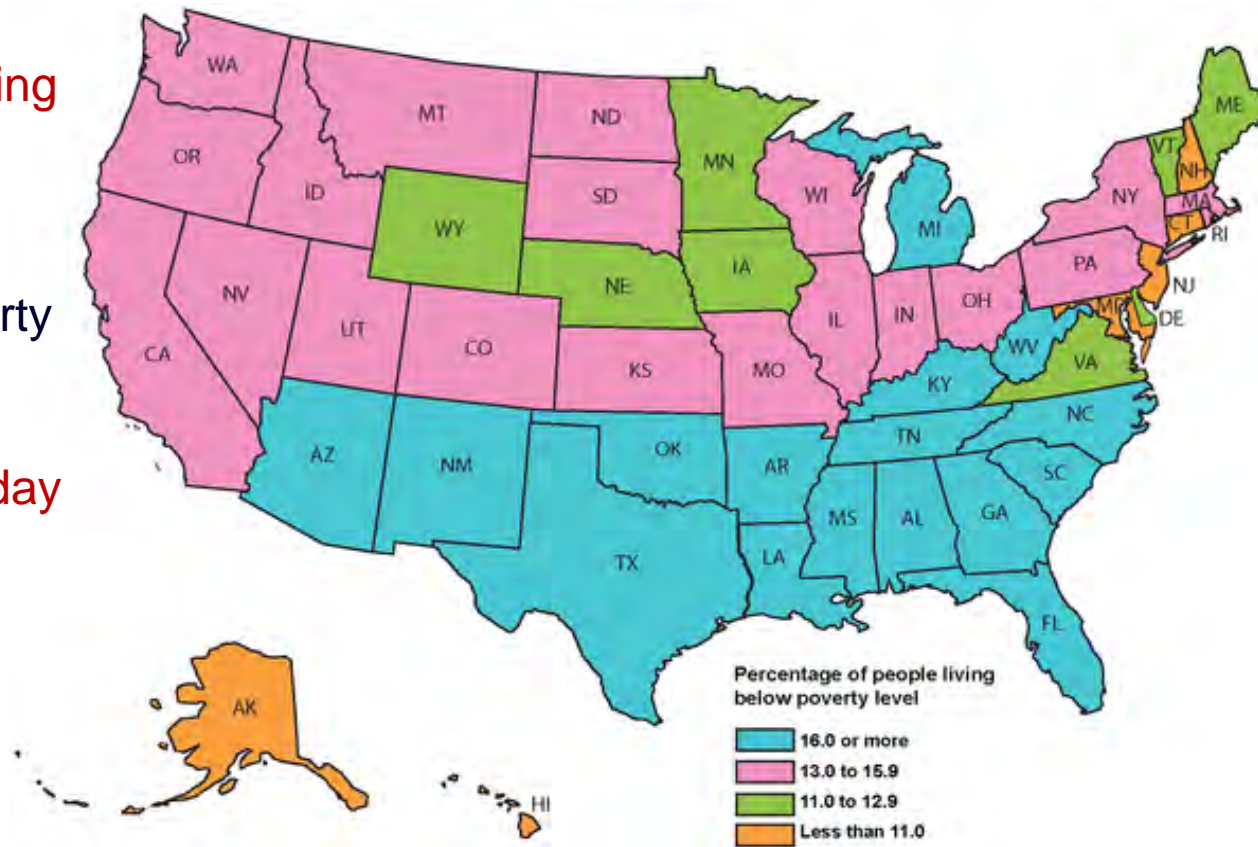 ing
rty
day
WA
MT
ND
MN
ME
VT
NH
OR
ID
SD
WI
NY
MA
CT
RI
WY
MI
IA
PA
NJ
NE
NV
UT
CO
IL
IN
OH
MD
DE
WV
CA
KS
MO
KY
VA
AZ
NM
OK
AR
TN
NC
SC
MS
AL
GA
TX
LA
FL
AK
HI
Percentage of people living
below poverty level
16.0 or more
13.0 to 15.9
11.0 to 12.9
Less than 11.0